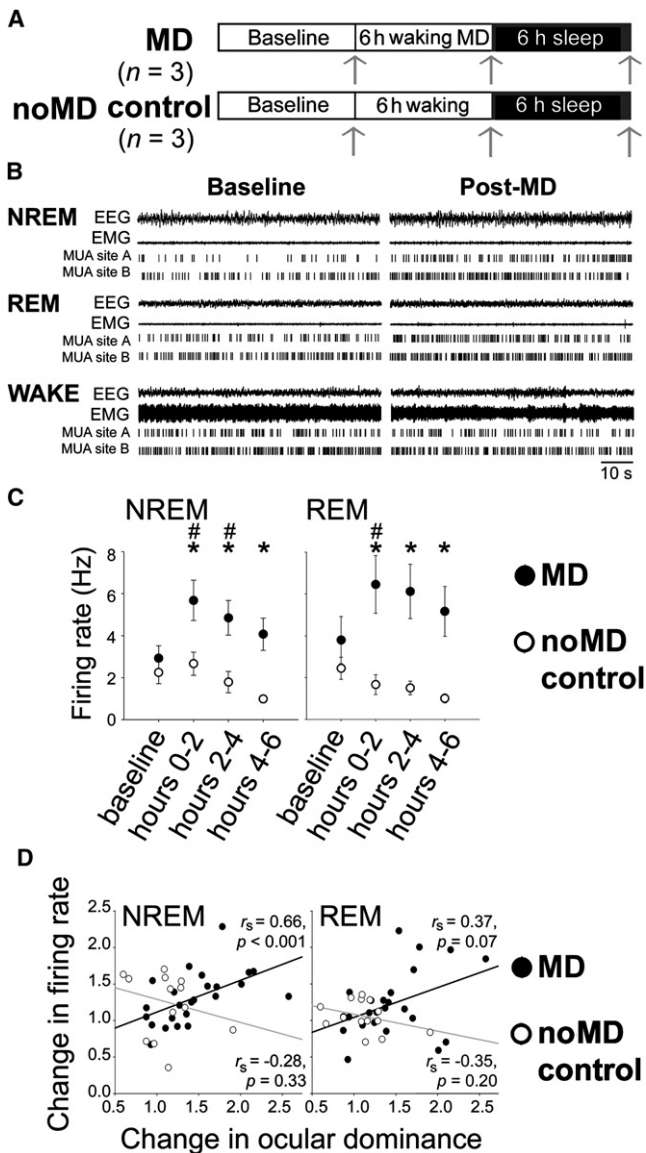 A
MD
(n = 3)
Baseline
6 h waking MD
6 h sleep
noMD control
(n = 3)
Baseline
6 h waking
6 h sleep
B
Baseline
Post-MD
NREM
EEG
EMG
MUA site A
MUA site B
REM
EEG
EMG
MUA site A
MUA site B
WAKE
EEG
EMG
MUA site A
MUA site B
10 s
C
NREM
REM
# # #
* * * * * *
Firing rate (Hz)
8
6
4
2
0
baseline
hours 0-2
hours 2-4
hours 4-6
baseline
hours 0-2
hours 2-4
hours 4-6
MD
noMD
control
D
Change in firing rate
2.5
2.0
1.5
1.0
0.5
0.0
NREM
rs = 0.66,
p < 0.001
rs = -0.28,
p = 0.33
REM
rs = 0.37,
p = 0.07
rs = -0.35,
p = 0.20
0.5 1.0 1.5 2.0 2.5
0.5 1.0 1.5 2.0 2.5
Change in ocular dominance
MD
noMD
control